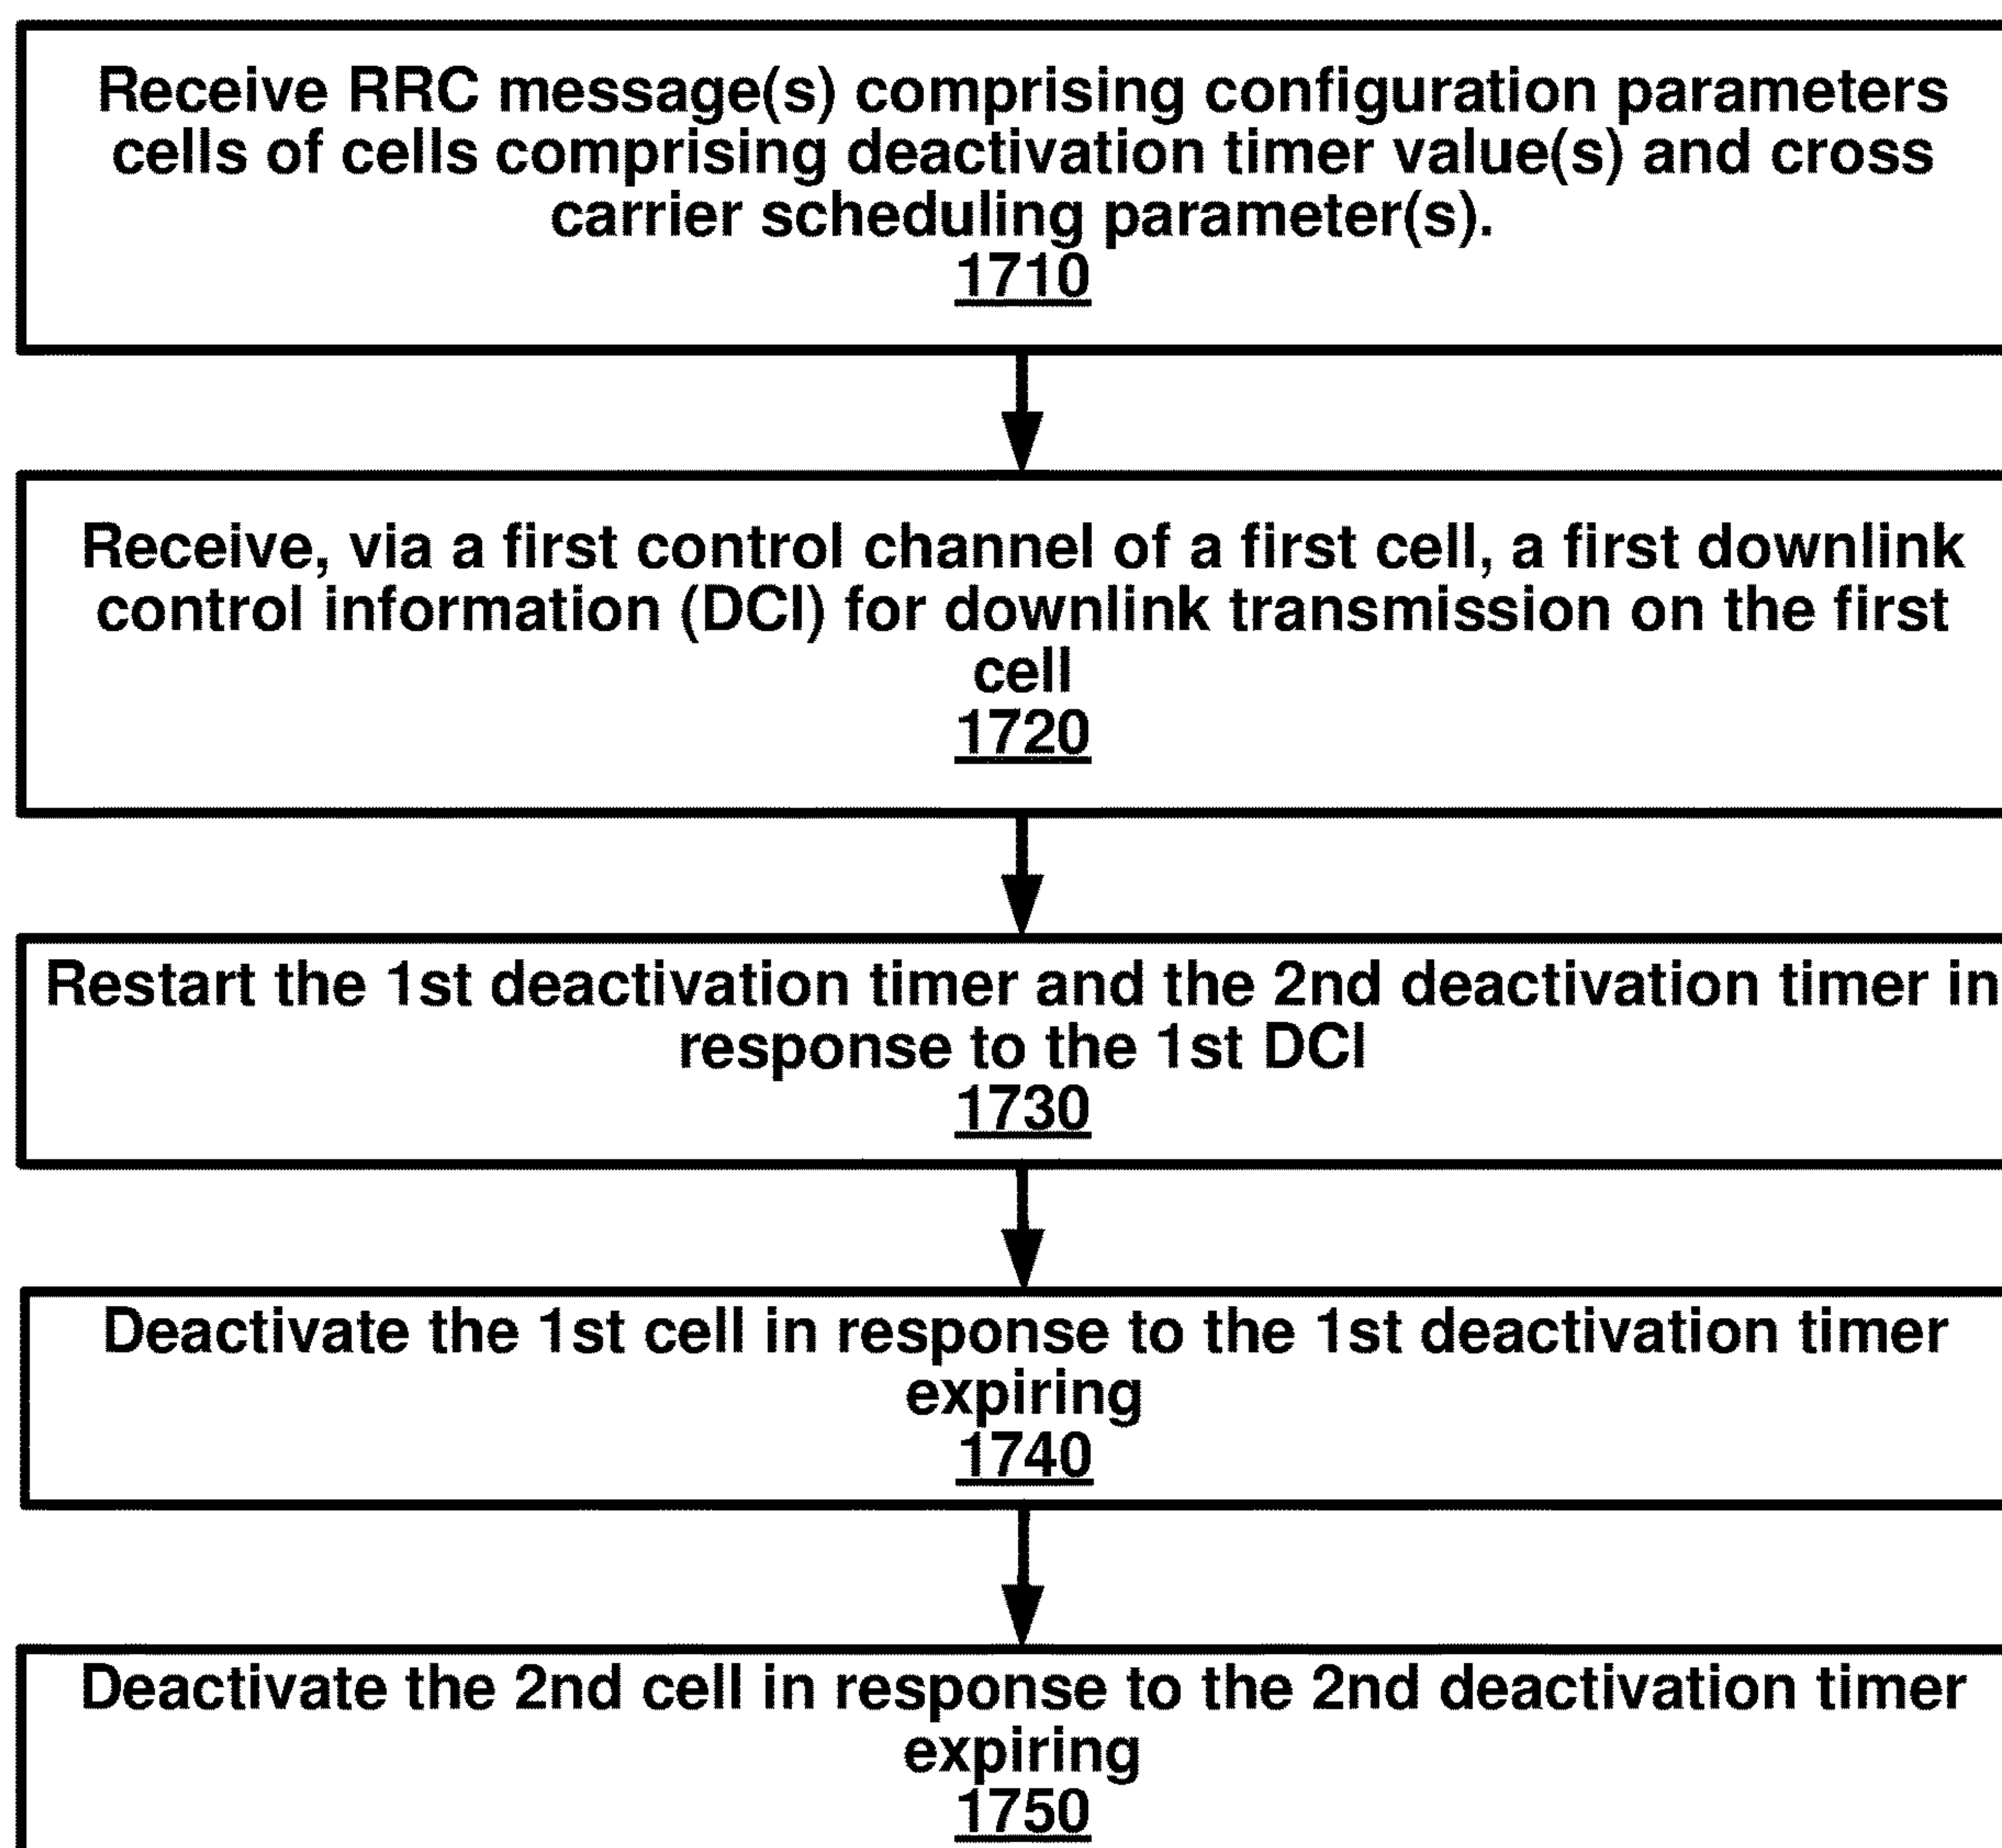 Receive RRC message(s) comprising configuration parameters
cells of cells comprising deactivation timer value(s) and cross
carrier scheduling parameter(s).
1710
Receive, via a first control channel of a first cell, a first downlink
control information (DCI) for downlink transmission on the first
cell
1720
Restart the 1st deactivation timer and the 2nd deactivation timer in
response to the 1st DCI
1730
Deactivate the 1st cell in response to the 1st deactivation timer
expiring
1740
Deactivate the 2nd cell in response to the 2nd deactivation timer
expiring
1750